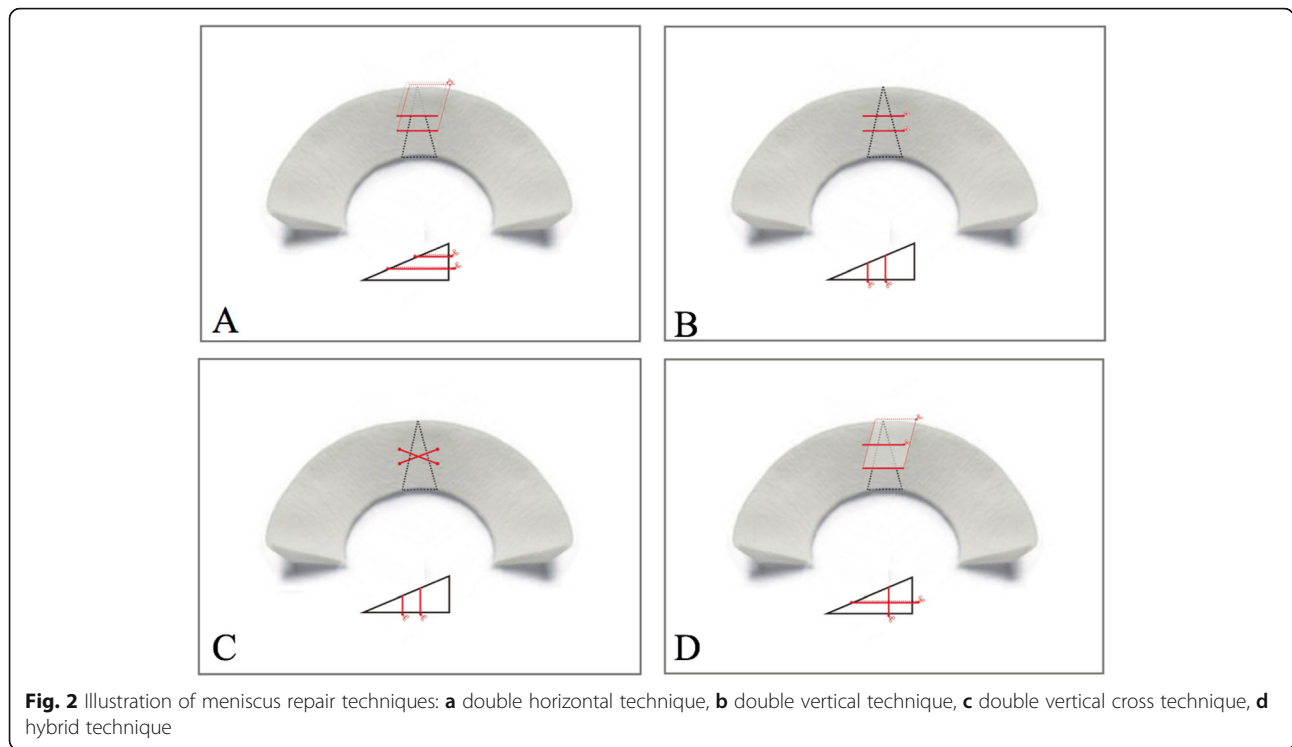 A
B
C
D
Fig. 2 Illustration of meniscus repair techniques: a double horizontal technique, b double vertical technique, c double vertical cross technique, d
hybrid technique